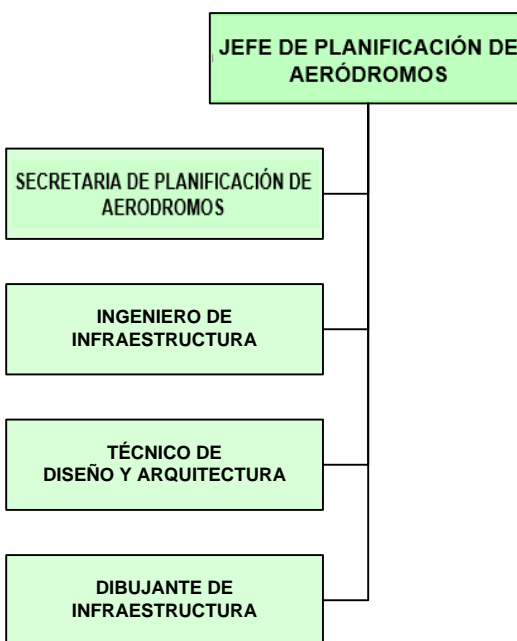 JEFE DE PLANIFICACIÓN DE
AERÓDROMOS
SECRETARIA DE PLANIFICACIÓN DE
AERODROMOS
INGENIERO DE
INFRAESTRUCTURA
TÉCNICO DE
DISEÑO Y ARQUITECTURA
DIBUJANTE DE
INFRAESTRUCTURA